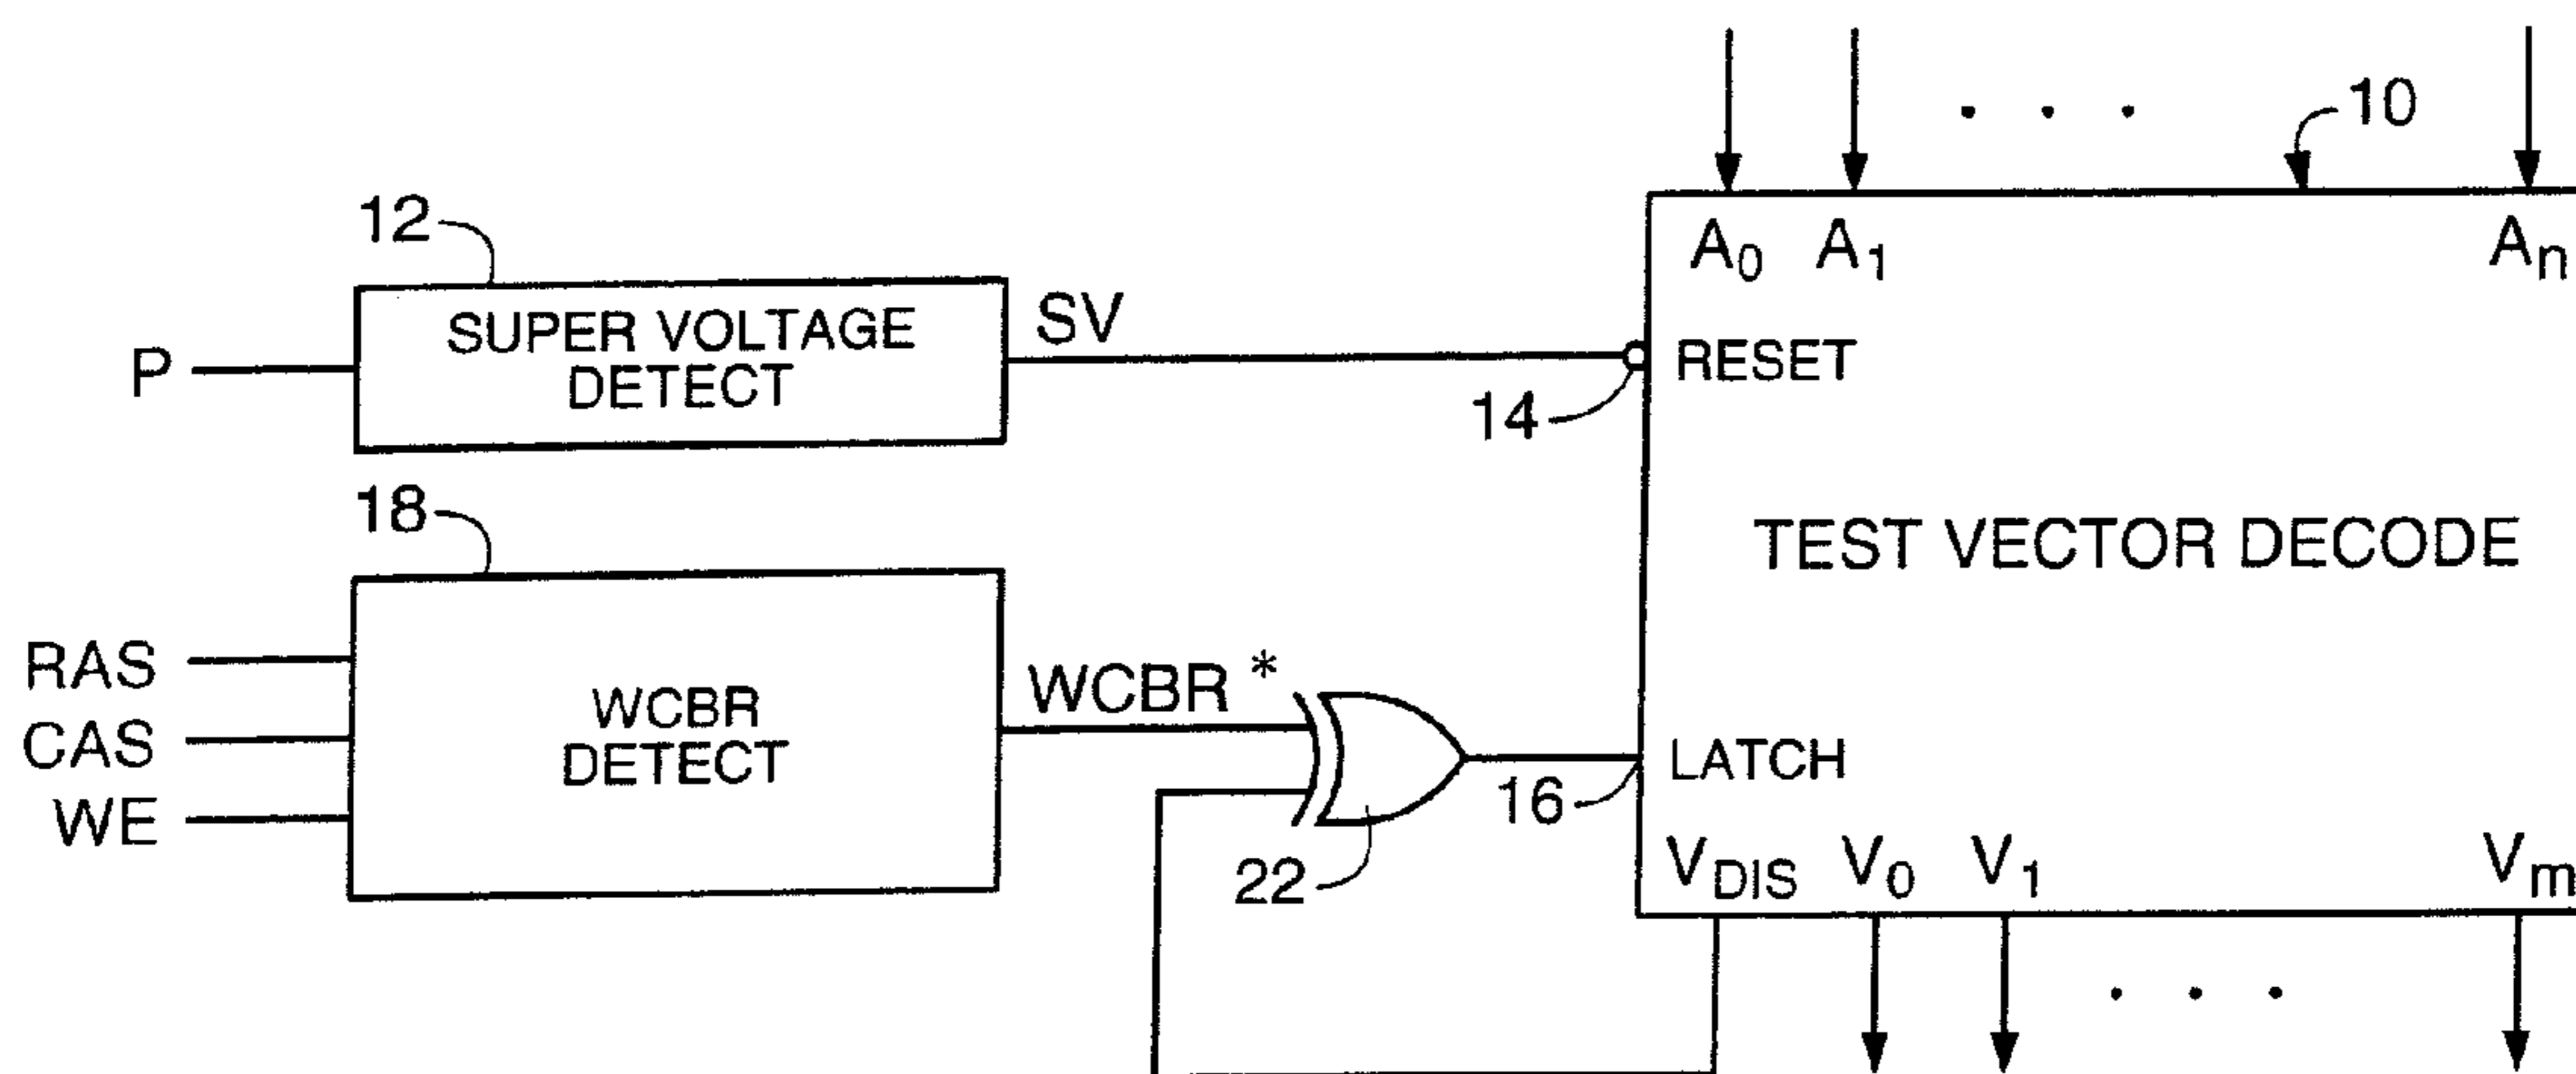 10
A0 A1 An
12
SUPER VOLTAGE
DETECT
SV
P
RESET
14
TEST VECTOR DECODE
18
RAS
CAS
WE
WCBR
DETECT
WCBR *
LATCH
16
22
VDIS V0 V1 Vm